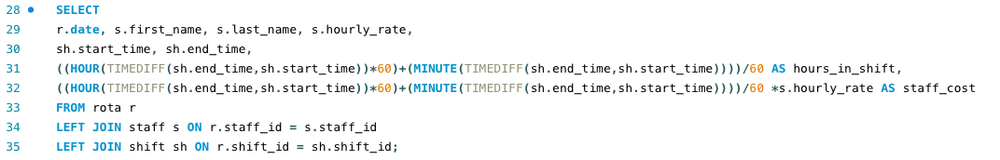 28 SELECT
29 r.date, s.first_name, s.last_name, s.hourly_rate,
30 sh.start_time, sh.end_time,
31 ((HOUR(TIMEDIFF(sh.end_time,sh.start_time))*60)+(MINUTE(TIMEDIFF(sh.end_time,sh.start_time))))/60 AS hours_in_shift,
32 ((HOUR(TIMEDIFF(sh.end_time,sh.start_time))*60)+(MINUTE(TIMEDIFF(sh.end_time,sh.start_time))))/60 *s.hourly_rate AS staff_cost
33 FROM rota r
34 LEFT JOIN staff s ON r.staff_id = s.staff_id
35 LEFT JOIN shift sh ON r.shift_id = sh.shift_id;